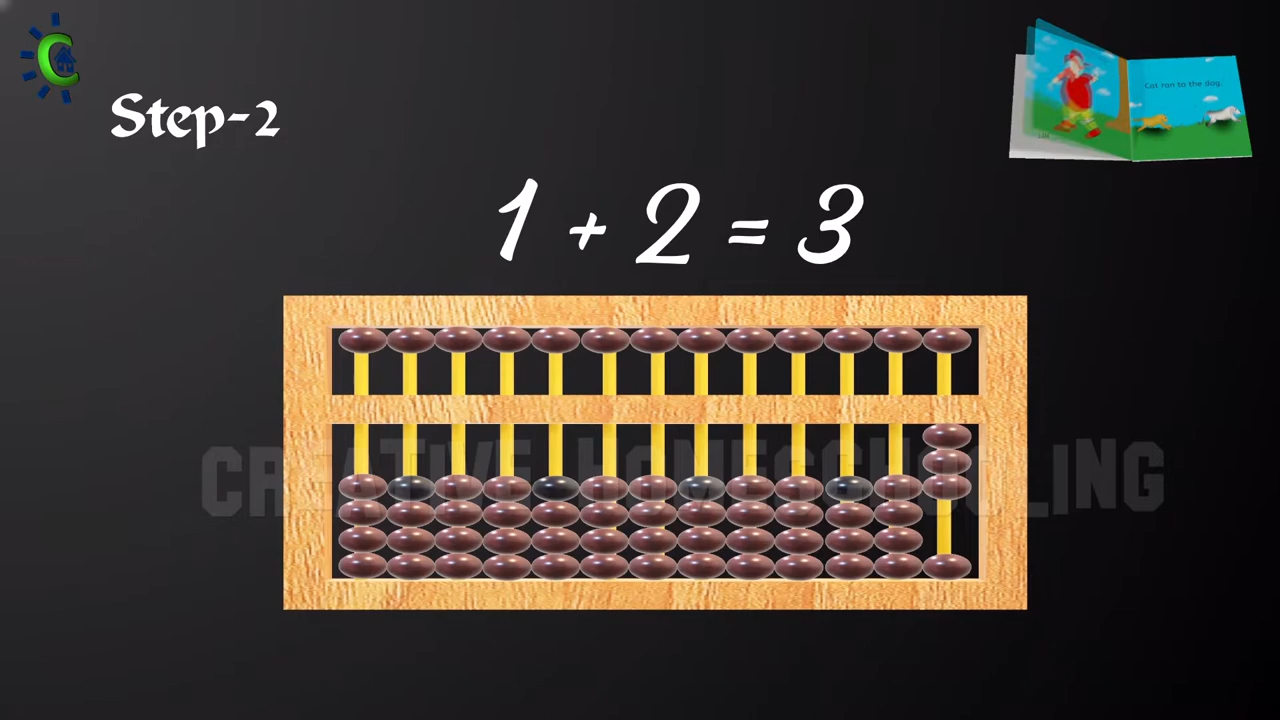 C
Step-2
Cat ran to the dog.
1 + 2 = 3
CREATIVE HOMESCHOOLING